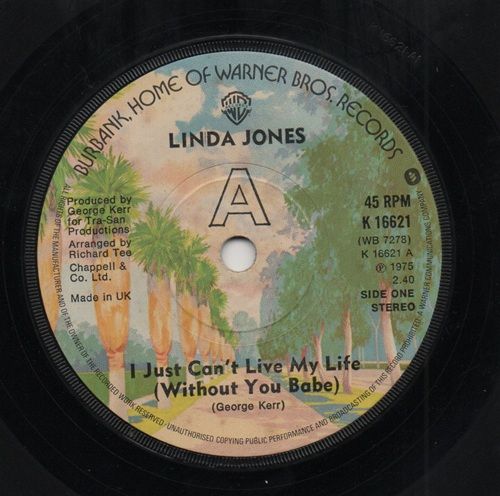 BURBANK, HOME OF WARNER BROS. RECORDS
LINDA JONES
A
Produced by
George Kerr
for Tra-San
Productions
Arranged by
Richard Tee
Chappell &
Co. Ltd.
Made in UK
45 RPM
K 16621
(WB 7278)
K 16621 A
℗ 1975
2.40
SIDE ONE
STEREO
I Just Can't Live My Life
(Without You Babe)
(George Kerr)
ALL RIGHTS OF THE MANUFACTURER AND OF THE OWNER OF THE RECORDED WORK RESERVED · UNAUTHORISED COPYING PUBLIC PERFORMANCE AND BROADCASTING OF THIS RECORD PROHIBITED · A WARNER COMMUNICATIONS COMPANY